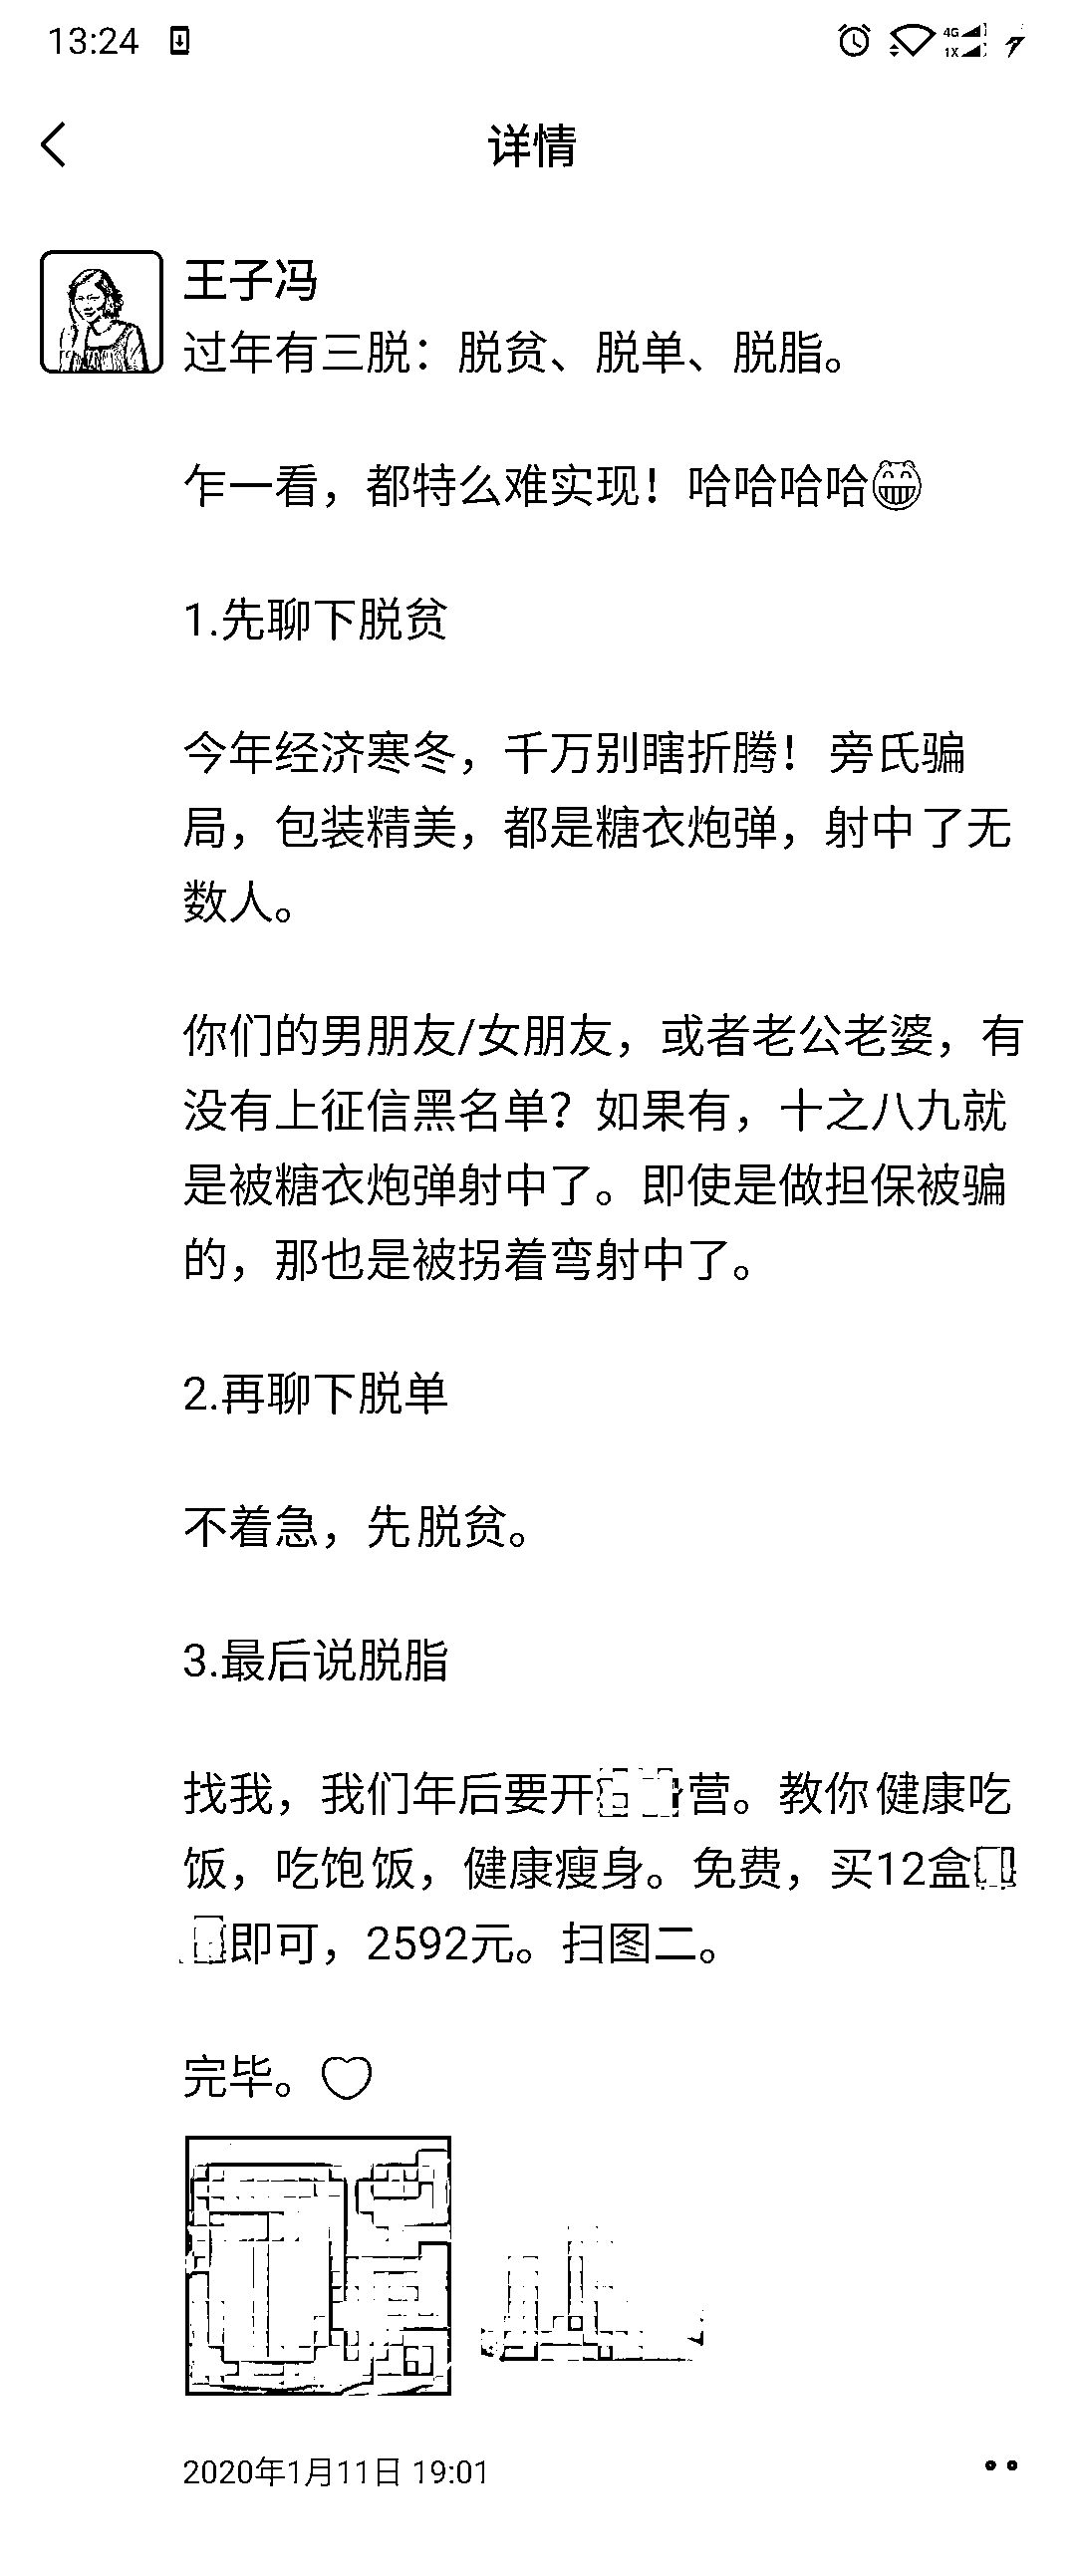 13:24
4G
1X
详情
王子冯
过年有三脱：脱贫、脱单、脱脂。
乍一看，都特么难实现！哈哈哈哈😁
1.先聊下脱贫
今年经济寒冬，千万别瞎折腾！旁氏骗
局，包装精美，都是糖衣炮弹，射中了无
数人。
你们的男朋友/女朋友，或者老公老婆，有
没有上征信黑名单？如果有，十之八九就
是被糖衣炮弹射中了。即使是做担保被骗
的，那也是被拐着弯射中了。
2.再聊下脱单
不着急，先脱贫。
3.最后说脱脂
找我，我们年后要开营。教你健康吃
饭，吃饱饭，健康瘦身。免费，买12盒
即可，2592元。扫图二。
完毕。♡
2020年1月11日 19:01